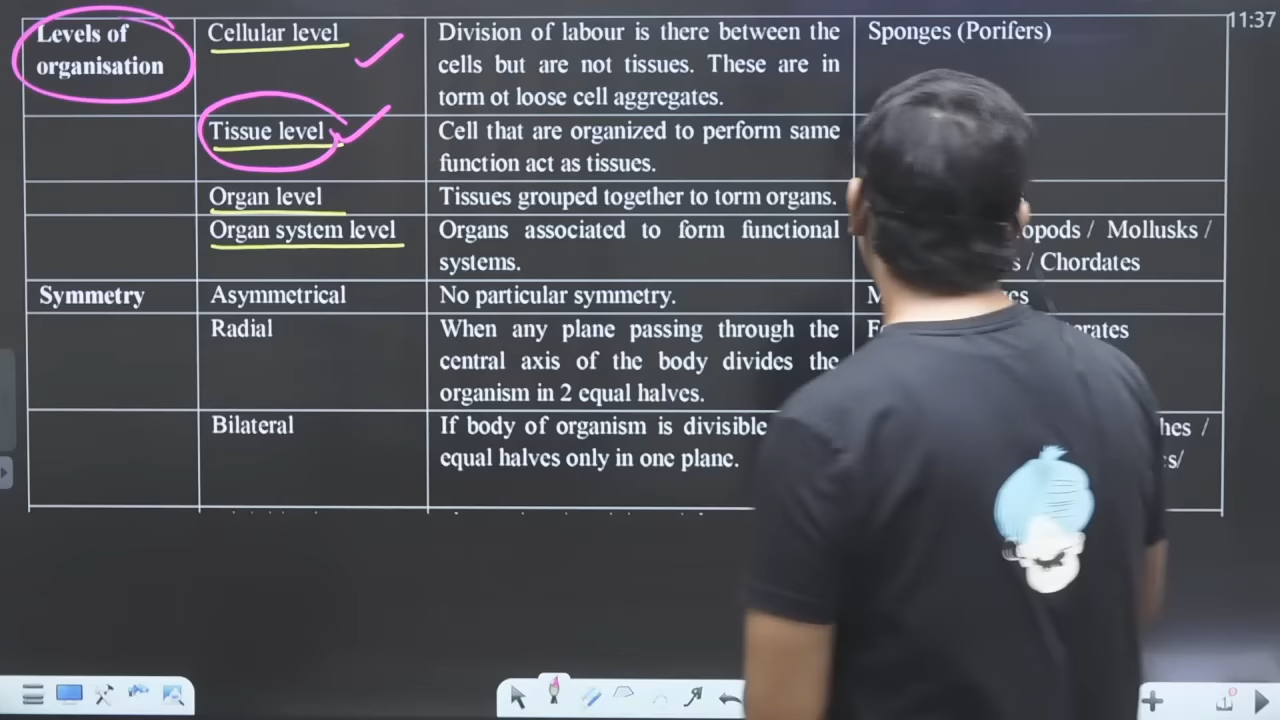 11:37
Levels of organisation
Cellular level
Division of labour is there between the
cells but are not tissues. These are in
torm ot loose cell aggregates.
Sponges (Porifers)
Tissue level
Cell that are organized to perform same
function act as tissues.
Organ level
Tissues grouped together to torm organs.
Organ system level
Organs associated to form functional
systems.
Mollusks /
/ Chordates
Symmetry
Asymmetrical
No particular symmetry.
Radial
When any plane passing through the
central axis of the body divides the
organism in 2 equal halves.
Bilateral
If body of organism is divisible
equal halves only in one plane.